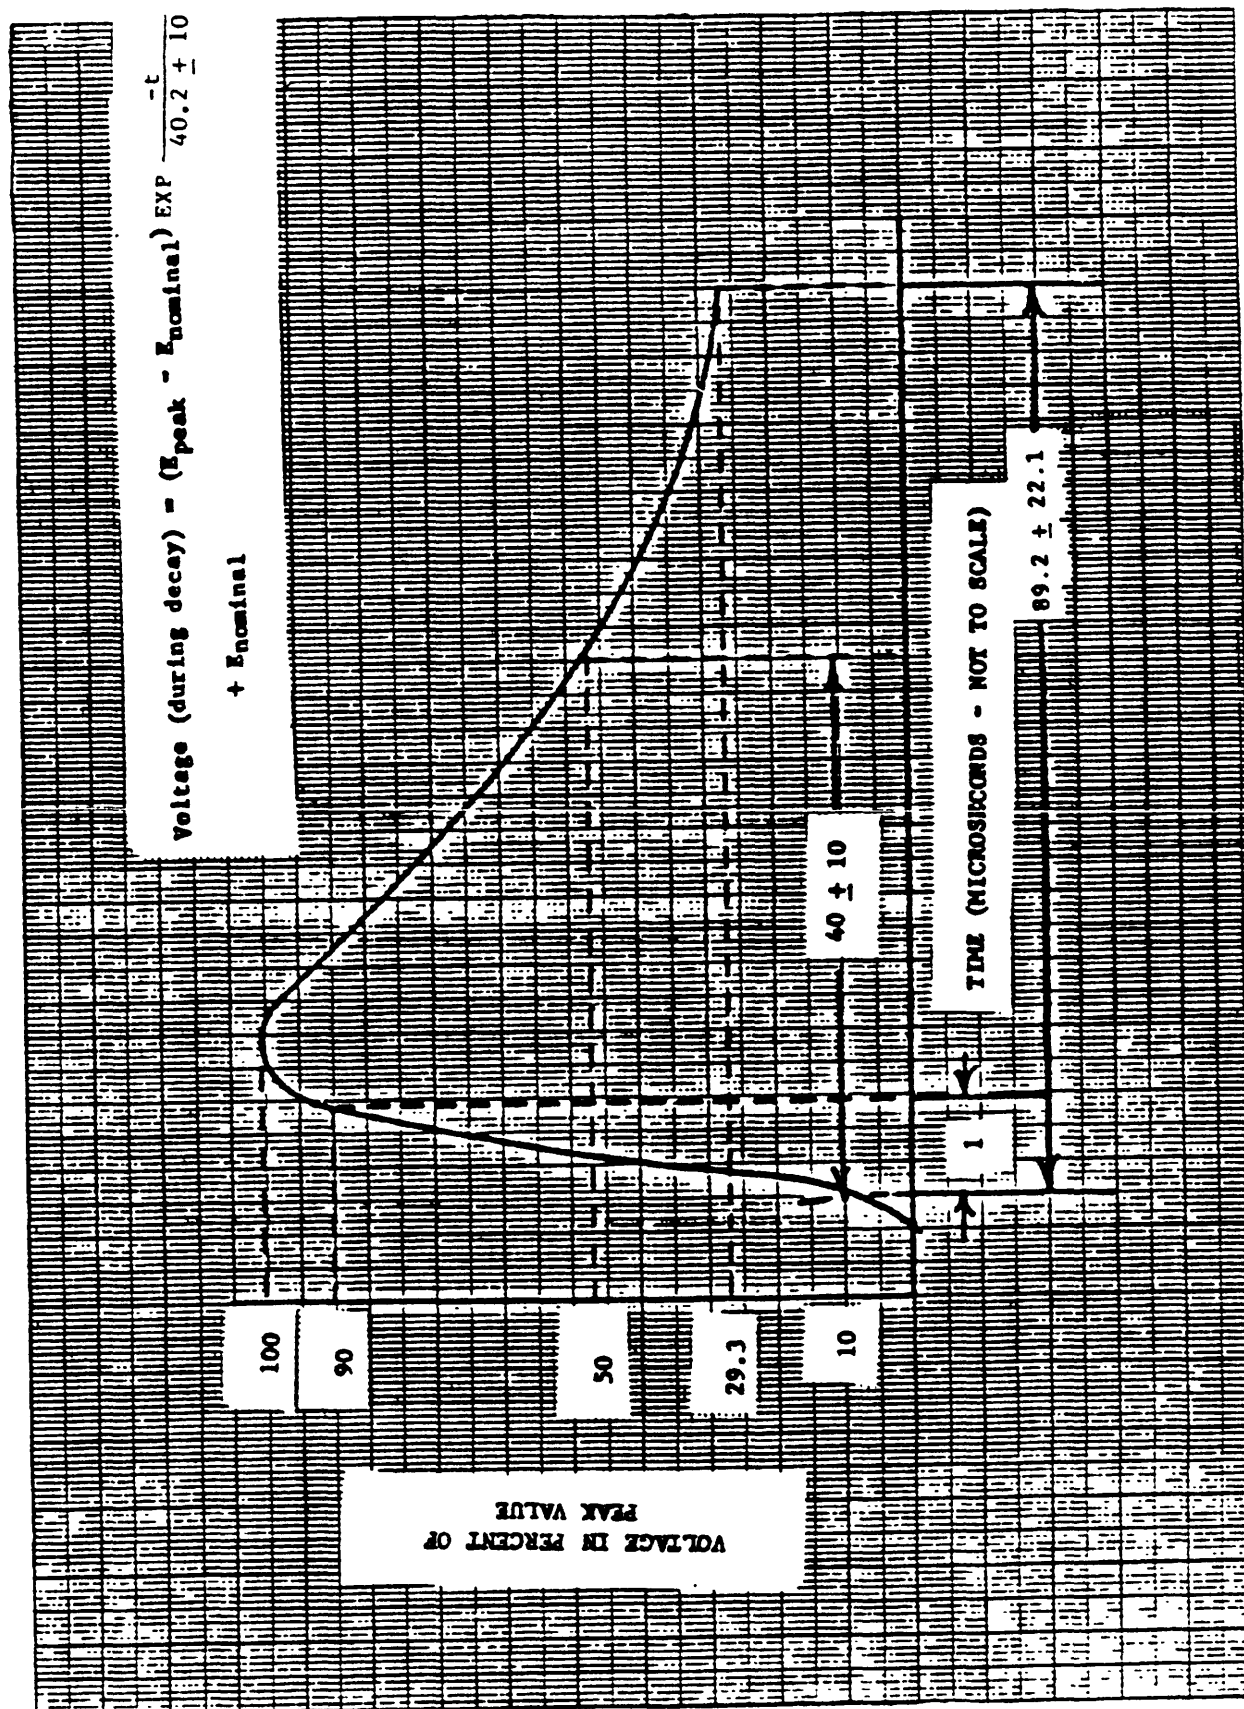 Voltage (during decay) = (Epeak - Enominal) EXP -t
40.2 ± 10
+ Enominal
100
90
50
29.3
10
VOLTAGE IN PERCENT OF
PEAK VALUE
40 ± 10
1
TIME (MICROSECONDS - NOT TO SCALE)
89.2 ± 22.1